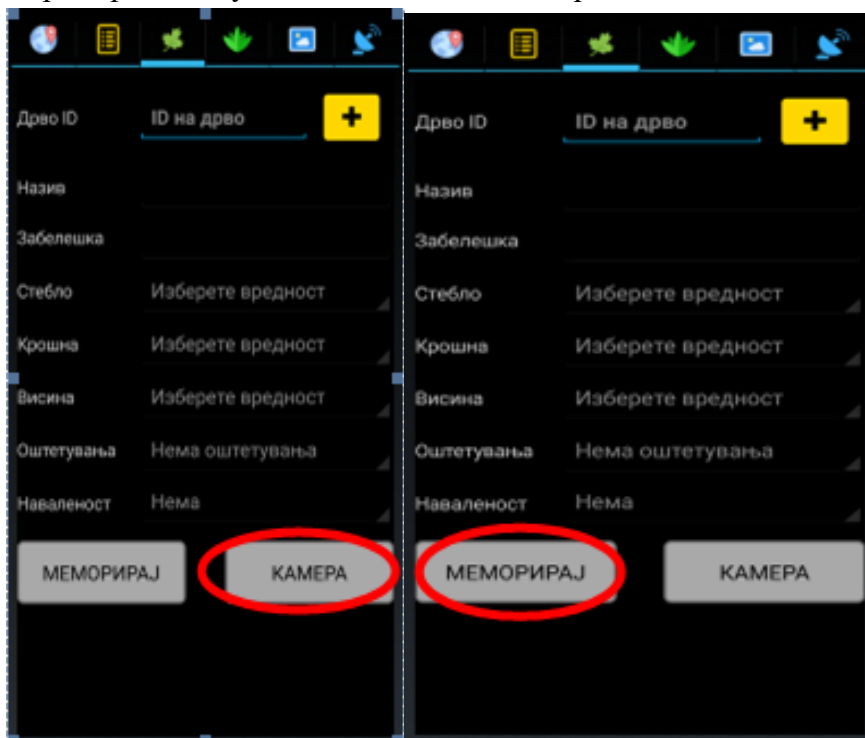 Дрво ID ID на дрво +
Назив
Забелешка
Стебло Изберете вредност
Крошна Изберете вредност
Висина Изберете вредност
Оштетувања Нема оштетувања
Наваленост Нема
МЕМОРИРАЈ КАМЕРА
Дрво ID ID на дрво +
Назив
Забелешка
Стебло Изберете вредност
Крошна Изберете вредност
Висина Изберете вредност
Оштетувања Нема оштетувања
Наваленост Нема
МЕМОРИРАЈ КАМЕРА